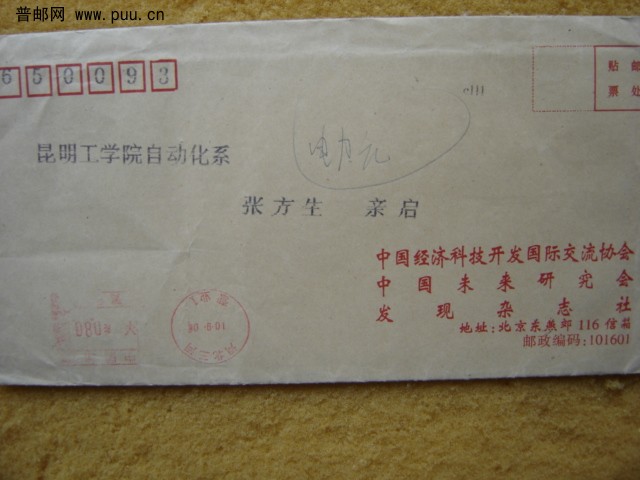 普邮网 www.puu.cn
650093
贴 邮
票 处
昆明工学院自动化系
张方生 亲启
中国经济科技开发国际交流协会
中国未来研究会
发现杂志社
地址:北京东燕郊 116 信箱
邮政编码:101601
080